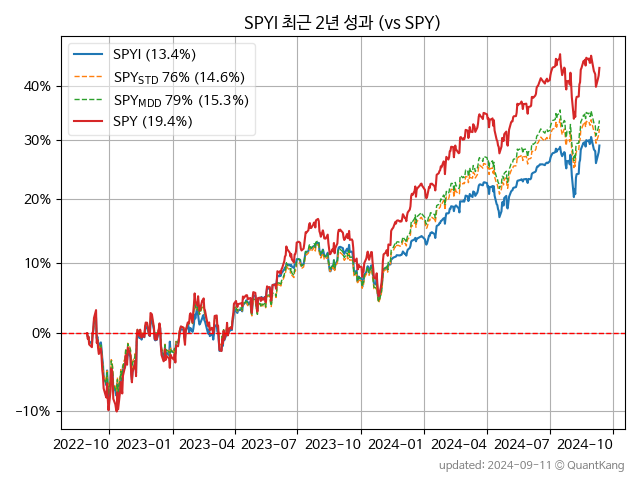 SPYI 최근 2년 성과 (vs SPY)
SPYI (13.4%)
SPY_STD 76% (14.6%)
SPY_MDD 79% (15.3%)
SPY (19.4%)
40%
30%
20%
10%
0%
−10%
2022-10 2023-01 2023-04 2023-07 2023-10 2024-01 2024-04 2024-07 2024-10
updated: 2024-09-11 © QuantKang